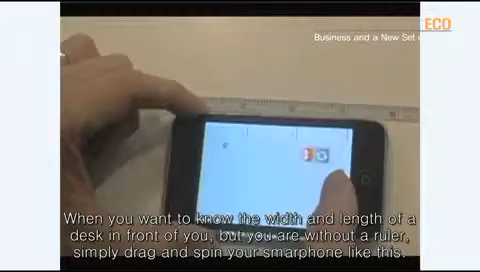 ECO
Business and a New Set
When you want to know the width and length of a
desk in front of you, but you are without a ruler,
simply drag and spin your smarphone like this.